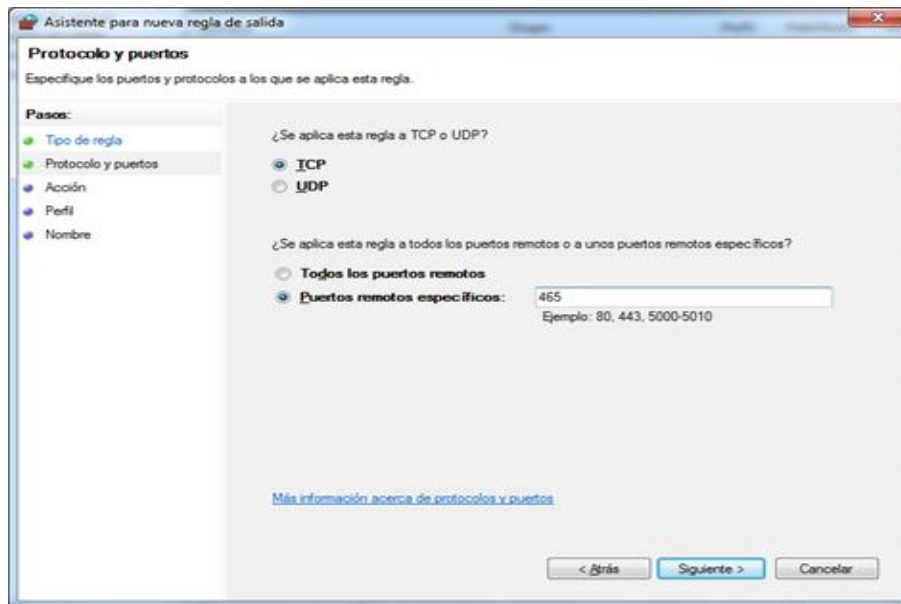 Asistente para nueva regla de salida
Protocolo y puertos
Especifique los puertos y protocolos a los que se aplica esta regla.
Pasos:
Tipo de regla
Protocolo y puertos
Acción
Perfil
Nombre
¿Se aplica esta regla a TCP o UDP?
TCP
UDP
¿Se aplica esta regla a todos los puertos remotos o a unos puertos remotos específicos?
Todos los puertos remotos
Puertos remotos específicos:
465
Ejemplo: 80, 443, 5000-5010
Más información acerca de protocolos y puertos
< Atrás
Siguiente >
Cancelar